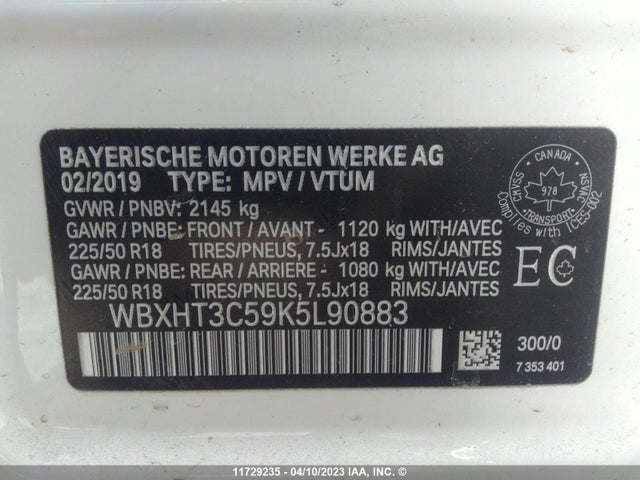 BAYERISCHE MOTOREN WERKE AG
02/2019 TYPE: MPV / VTUM
GVWR / PNBV: 2145 kg
GAWR / PNBE: FRONT / AVANT - 1120 kg WITH/AVEC
225/50 R18 TIRES/PNEUS, 7.5Jx18 RIMS/JANTES
GAWR / PNBE: REAR / ARRIERE - 1080 kg WITH/AVEC
225/50 R18 TIRES/PNEUS, 7.5Jx18 RIMS/JANTES
WBXHT3C59K5L90883
CANADA
CMVSS
NSVAC
978
TRANSPORT
Complies ICES-002
EC
300/0
7 353 401
11729235 - 04/10/2023 IAA, Inc. ©